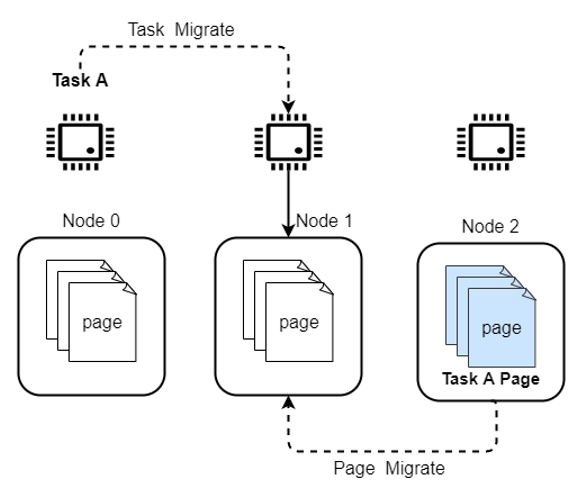 Task Migrate
Task A
Node 0
Node 1
Node 2
page
page
page
Task A Page
Page Migrate